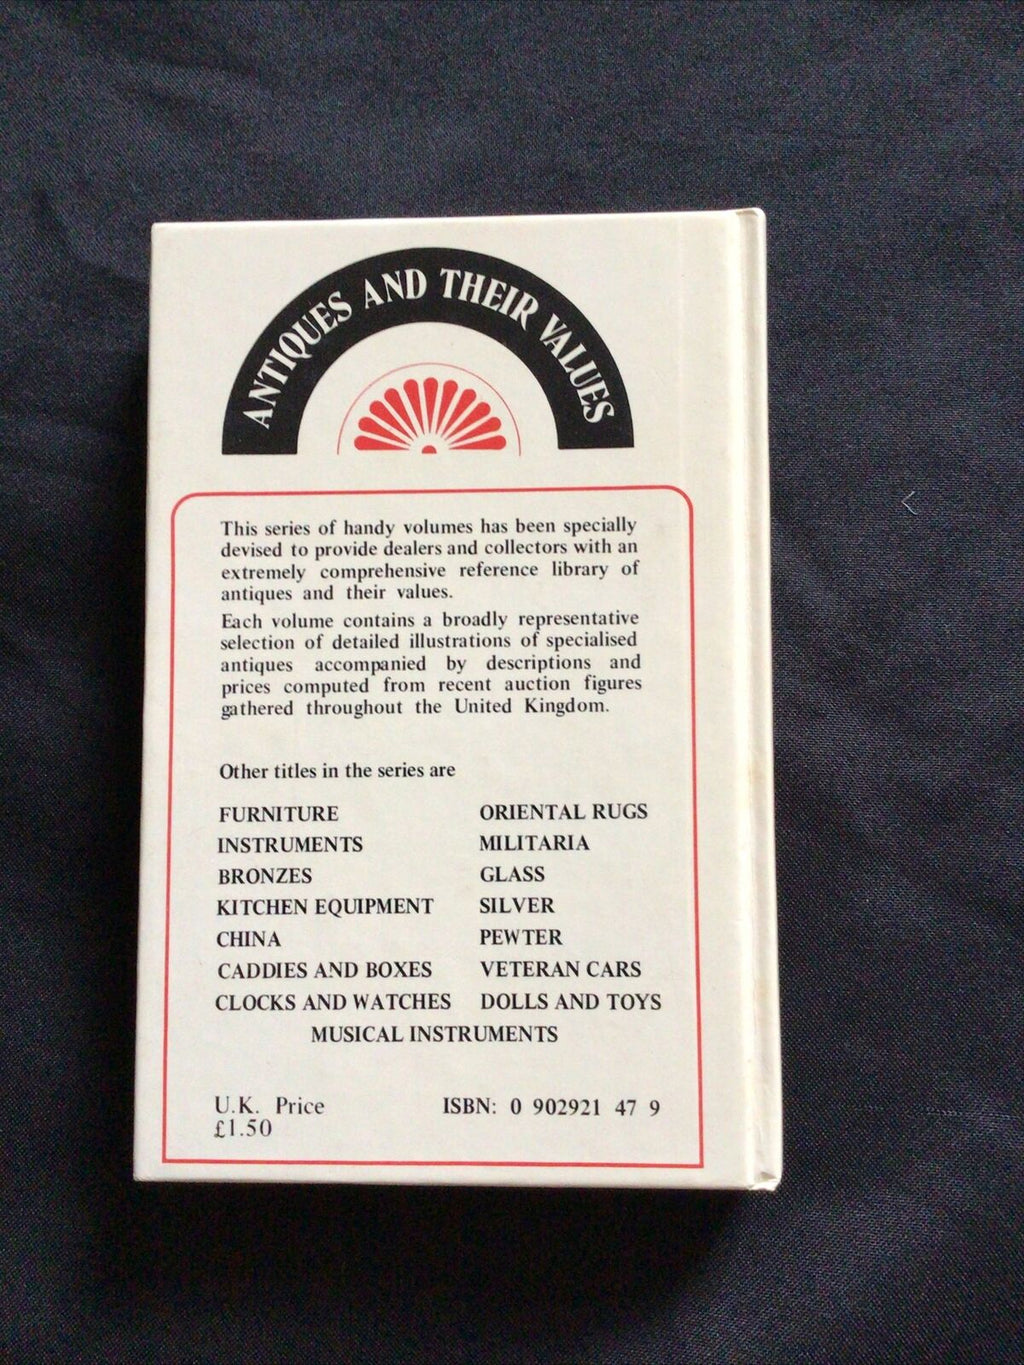 ANTIQUES AND THEIR VALUES
This series of handy volumes has been specially
devised to provide dealers and collectors with an
extremely comprehensive reference library of
antiques and their values.
Each volume contains a broadly representative
selection of detailed illustrations of specialised
antiques accompanied by descriptions and
prices computed from recent auction figures
gathered throughout the United Kingdom.
Other titles in the series are
FURNITURE ORIENTAL RUGS
INSTRUMENTS MILITARIA
BRONZES GLASS
KITCHEN EQUIPMENT SILVER
CHINA PEWTER
CADDIES AND BOXES VETERAN CARS
CLOCKS AND WATCHES DOLLS AND TOYS
MUSICAL INSTRUMENTS
U.K. Price ISBN: 0 902921 47 9
£1.50